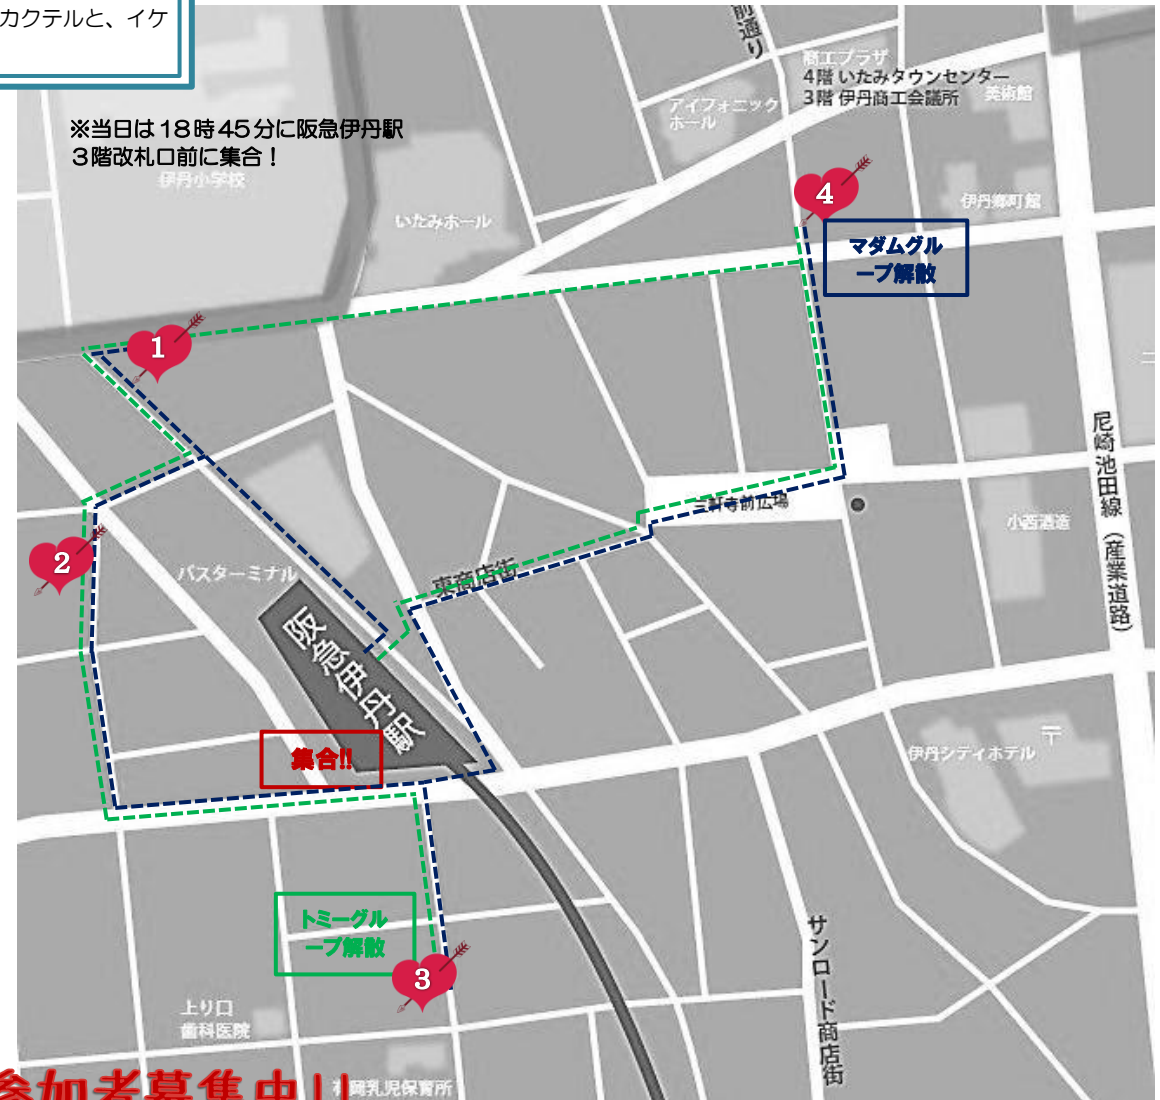 カクテルと、イケ
※当日は18時45分に阪急伊丹駅
3階改札口前に集合！
伊丹小学校
いたみホール
前通り
商工プラザ
4階 いたみタウンセンター
3階 伊丹商工会議所
美術館
アイフォニック
ホール
4
伊丹郷町館
マダムグル
ープ解散
1
尼崎池田線（産業道路）
三軒寺前広場
小西酒造
2
バスターミナル
東商店街
阪急伊丹駅
集合!!
〒
伊丹シティホテル
トミーグル
ープ解散
3
サンロード商店街
上り口
歯科医院
乳児保育所
参加者募集中!!